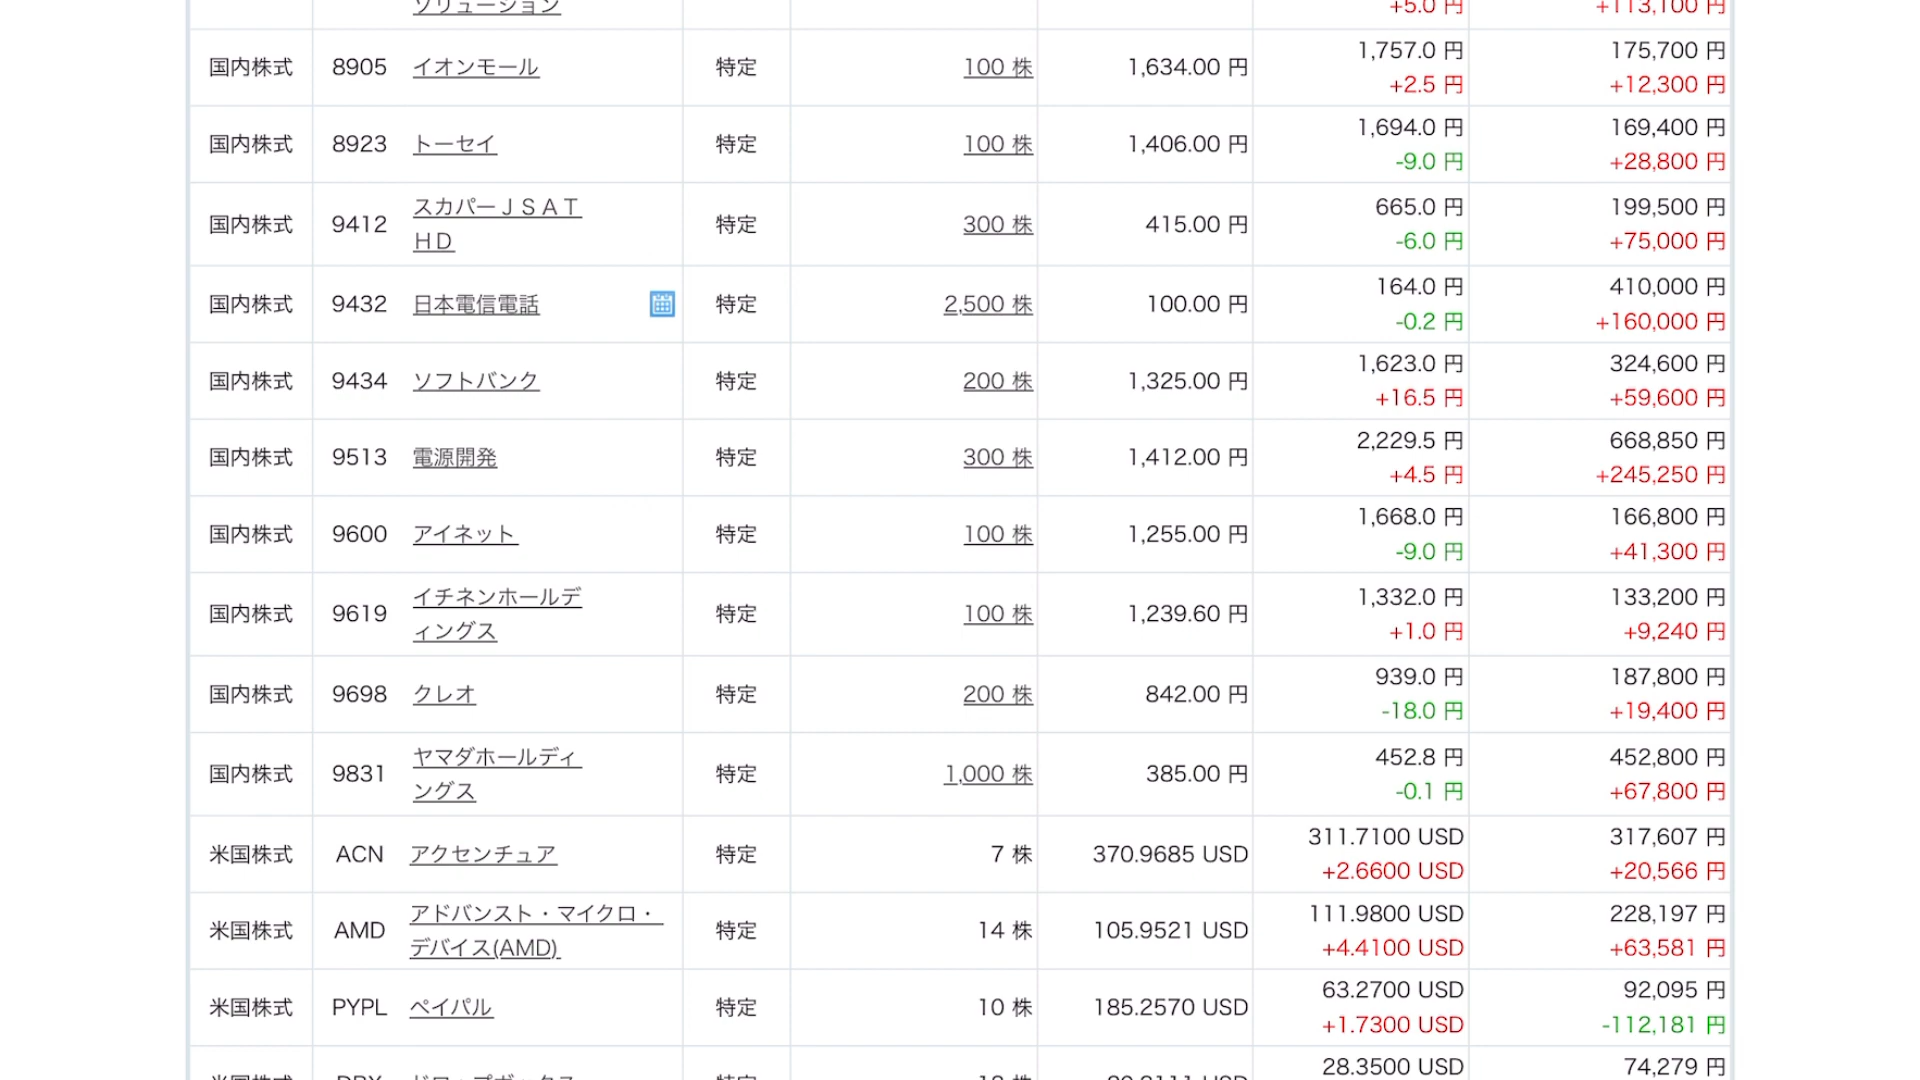 ソリューション +5.0 円 +113,100 円
1,757.0 円 175,700 円
国内株式 8905 イオンモール 特定 100 株 1,634.00 円
+2.5 円 +12,300 円
1,694.0 円 169,400 円
国内株式 8923 トーセイ 特定 100 株 1,406.00 円
-9.0 円 +28,800 円
スカパーＪＳＡＴ 665.0 円 199,500 円
国内株式 9412 特定 300 株 415.00 円
ＨＤ -6.0 円 +75,000 円
164.0 円 410,000 円
国内株式 9432 日本電信電話 特定 2,500 株 100.00 円
-0.2 円 +160,000 円
1,623.0 円 324,600 円
国内株式 9434 ソフトバンク 特定 200 株 1,325.00 円
+16.5 円 +59,600 円
2,229.5 円 668,850 円
国内株式 9513 電源開発 特定 300 株 1,412.00 円
+4.5 円 +245,250 円
1,668.0 円 166,800 円
国内株式 9600 アイネット 特定 100 株 1,255.00 円
-9.0 円 +41,300 円
イチネンホールデ 1,332.0 円 133,200 円
国内株式 9619 特定 100 株 1,239.60 円
ィングス +1.0 円 +9,240 円
939.0 円 187,800 円
国内株式 9698 クレオ 特定 200 株 842.00 円
-18.0 円 +19,400 円
ヤマダホールディ 452.8 円 452,800 円
国内株式 9831 特定 1,000 株 385.00 円
ングス -0.1 円 +67,800 円
311.7100 USD 317,607 円
米国株式 ACN アクセンチュア 特定 7 株 370.9685 USD
+2.6600 USD +20,566 円
アドバンスト・マイクロ・ 111.9800 USD 228,197 円
米国株式 AMD 特定 14 株 105.9521 USD
デバイス(AMD) +4.4100 USD +63,581 円
63.2700 USD 92,095 円
米国株式 PYPL ペイパル 特定 10 株 185.2570 USD
+1.7300 USD -112,181 円
28.3500 USD 74,279 円